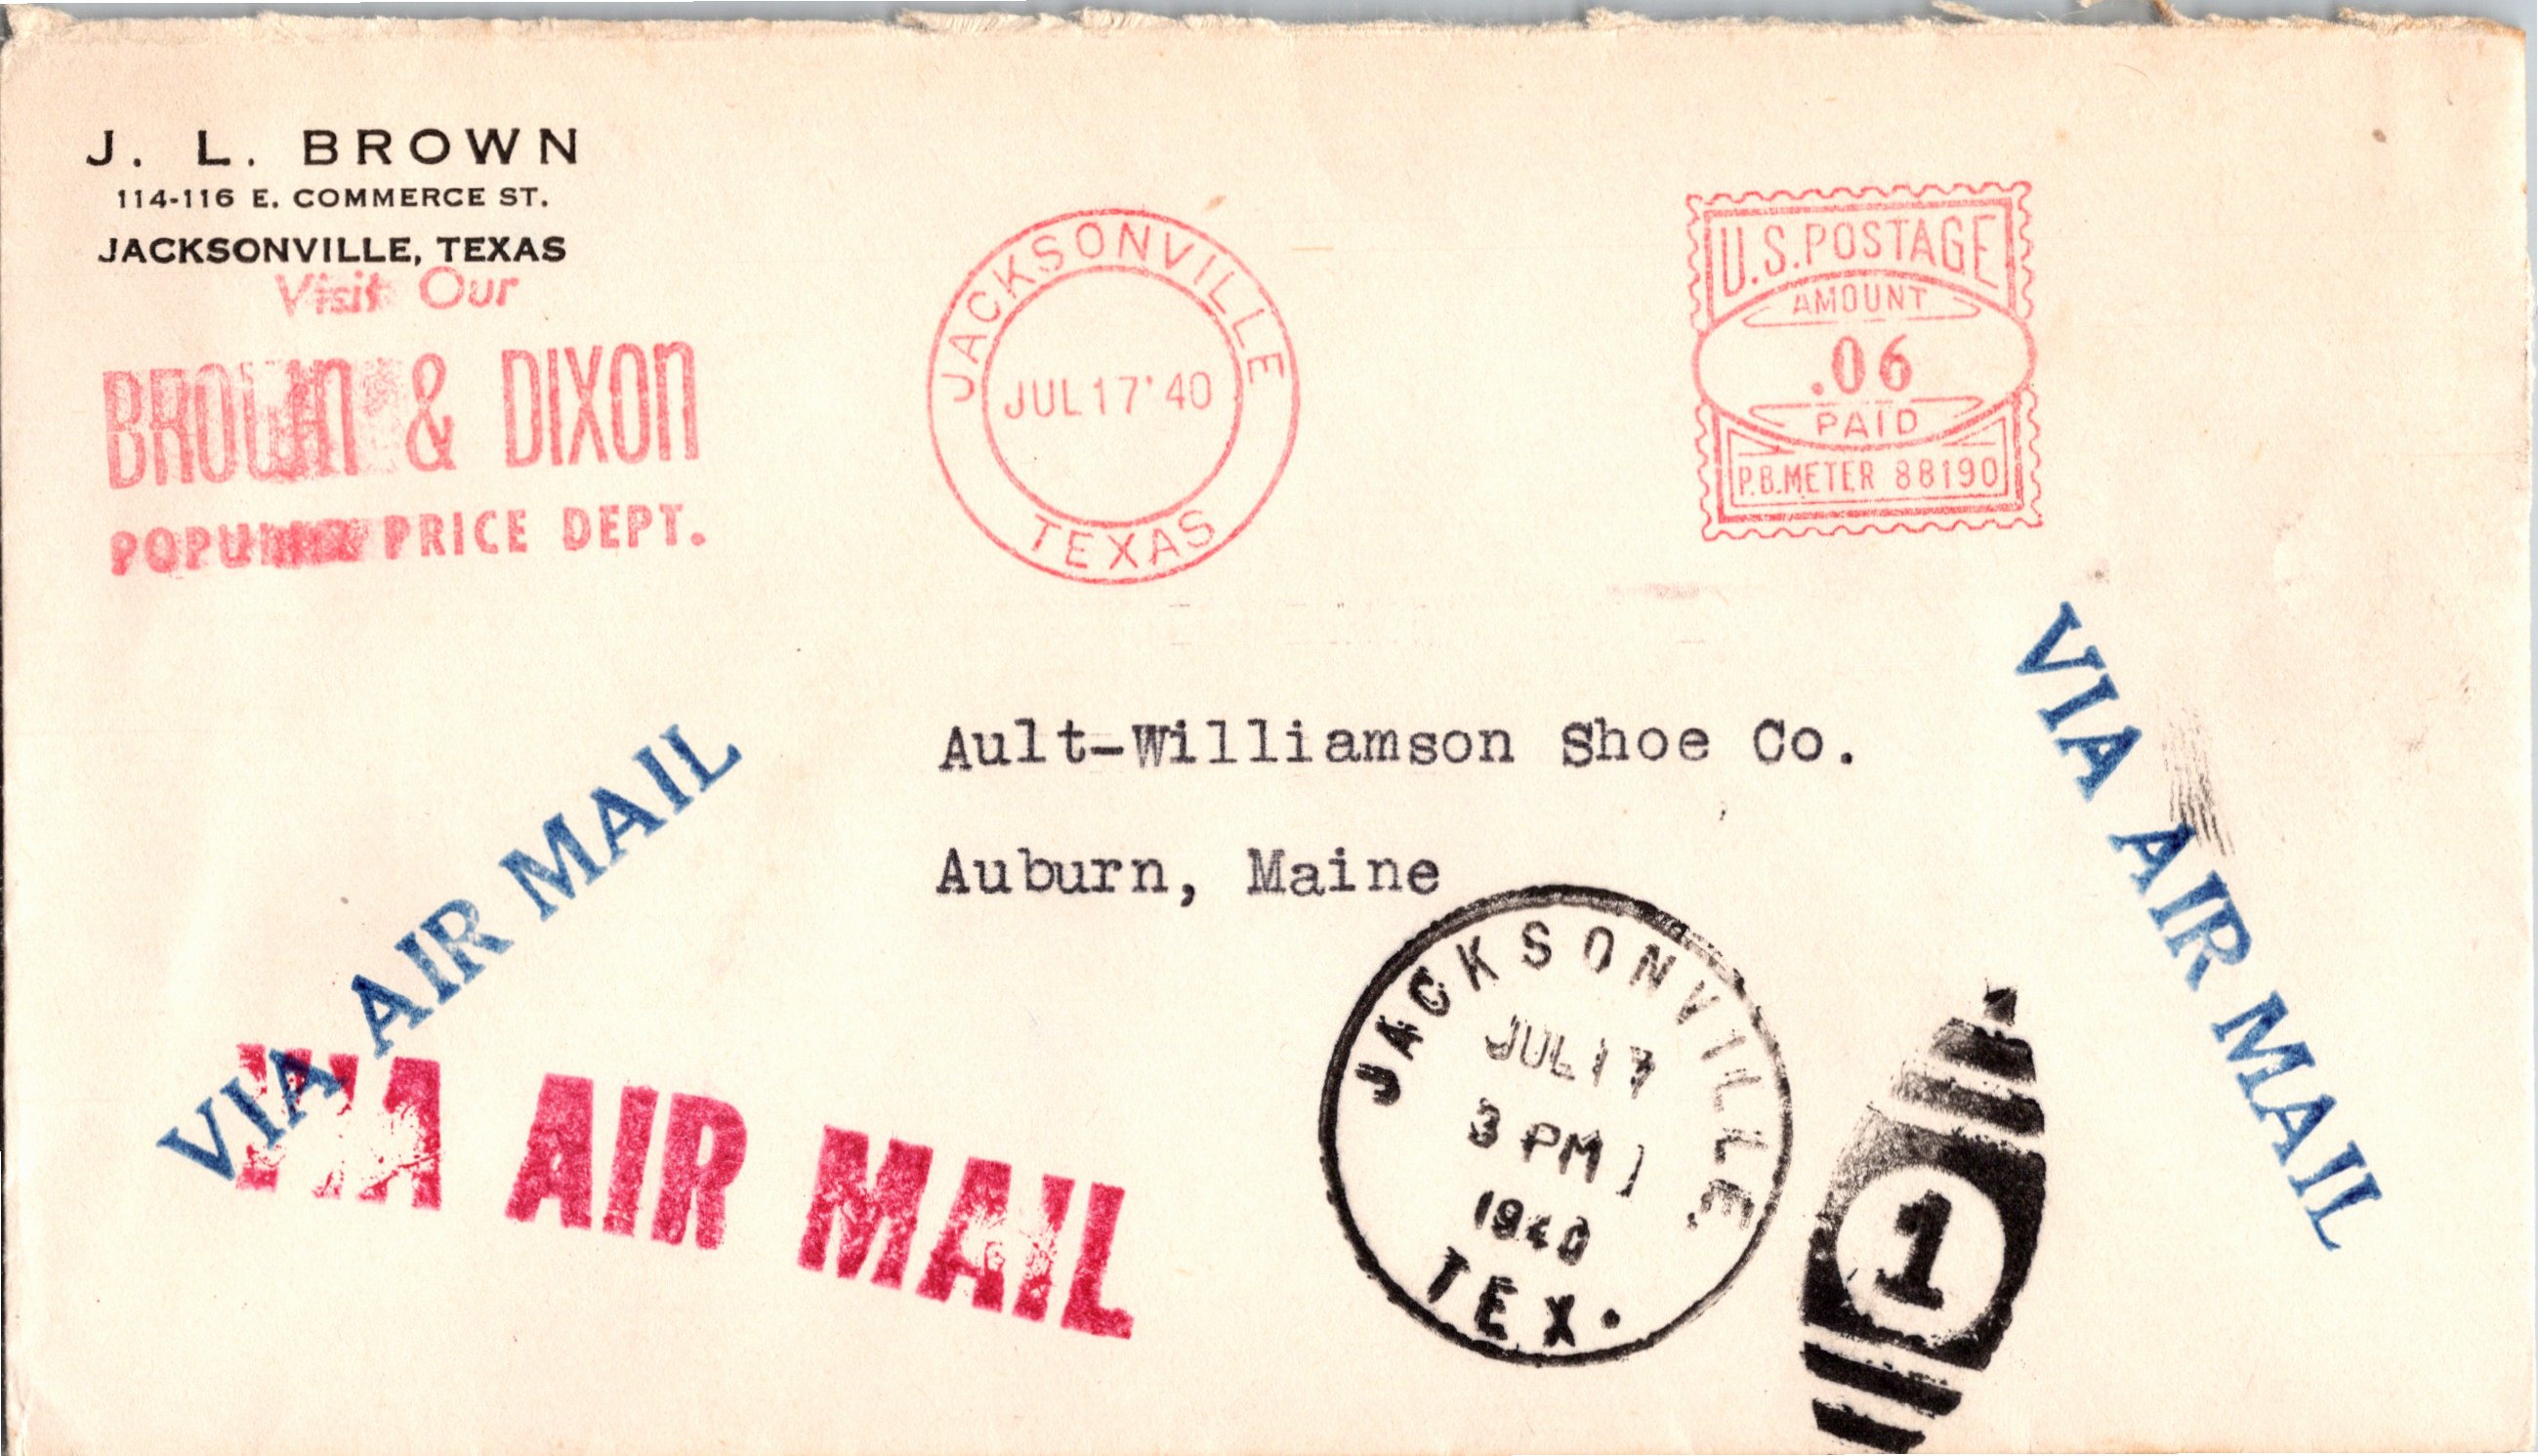 J. L. BROWN
114-116 E. COMMERCE ST.
JACKSONVILLE, TEXAS
Visit Our
BROWN & DIXON
POPULAR PRICE DEPT.
JACKSONVILLE
JUL 17 '40
TEXAS
U.S. POSTAGE
AMOUNT
.06
PAID
P.B. METER 88190
Ault-Williamson Shoe Co.
Auburn, Maine
VIA AIR MAIL
VIA AIR MAIL
VIA AIR MAIL
JACKSONVILLE
JUL 17
3 PM
1940
TEX.
1